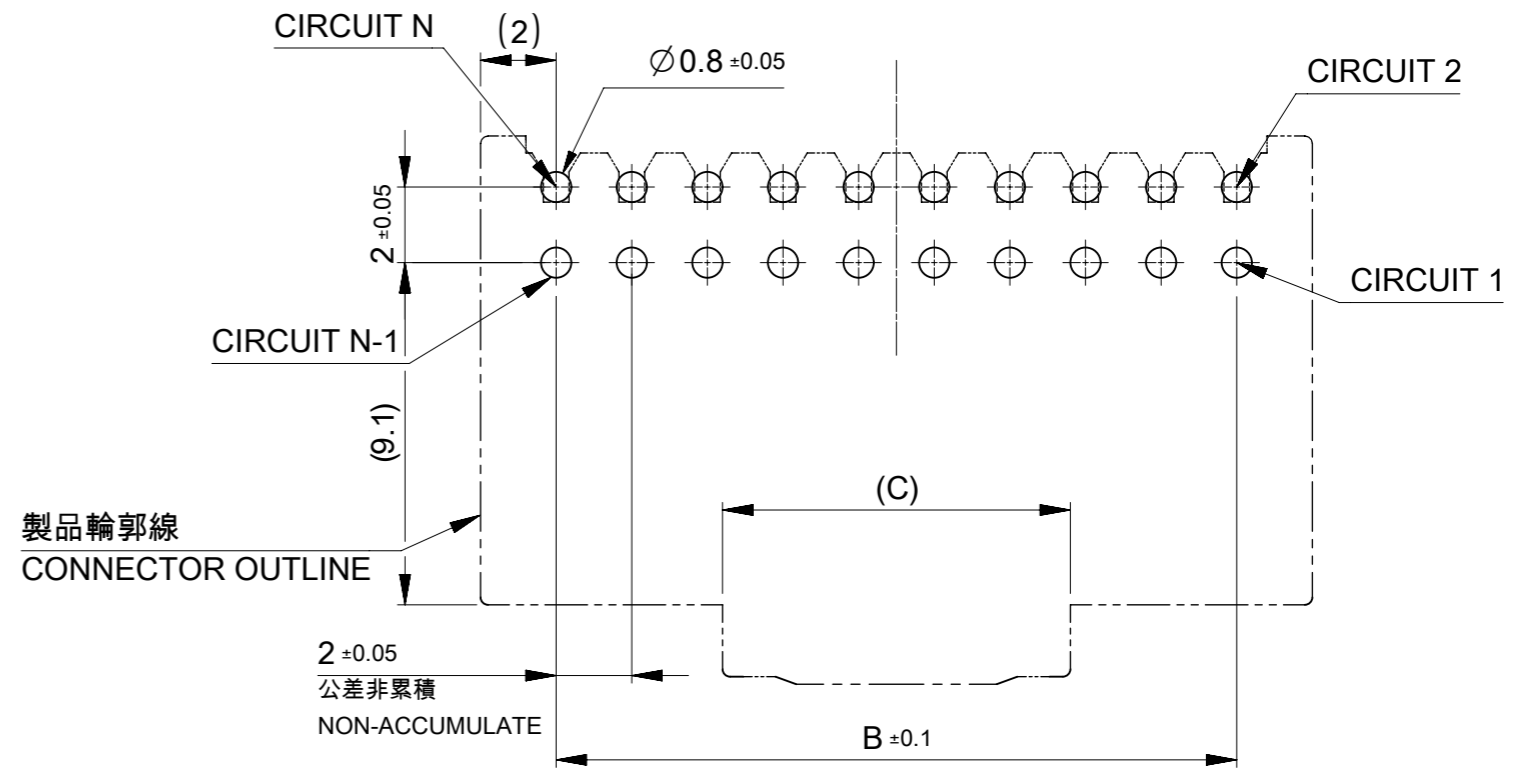 CIRCUIT N
(2)
∅0.8 ±0.05
CIRCUIT 2
2 ±0.05
CIRCUIT 1
CIRCUIT N-1
(9.1)
(C)
製品輪郭線
CONNECTOR OUTLINE
2 ±0.05
公差非累積
NON-ACCUMULATE
B ±0.1